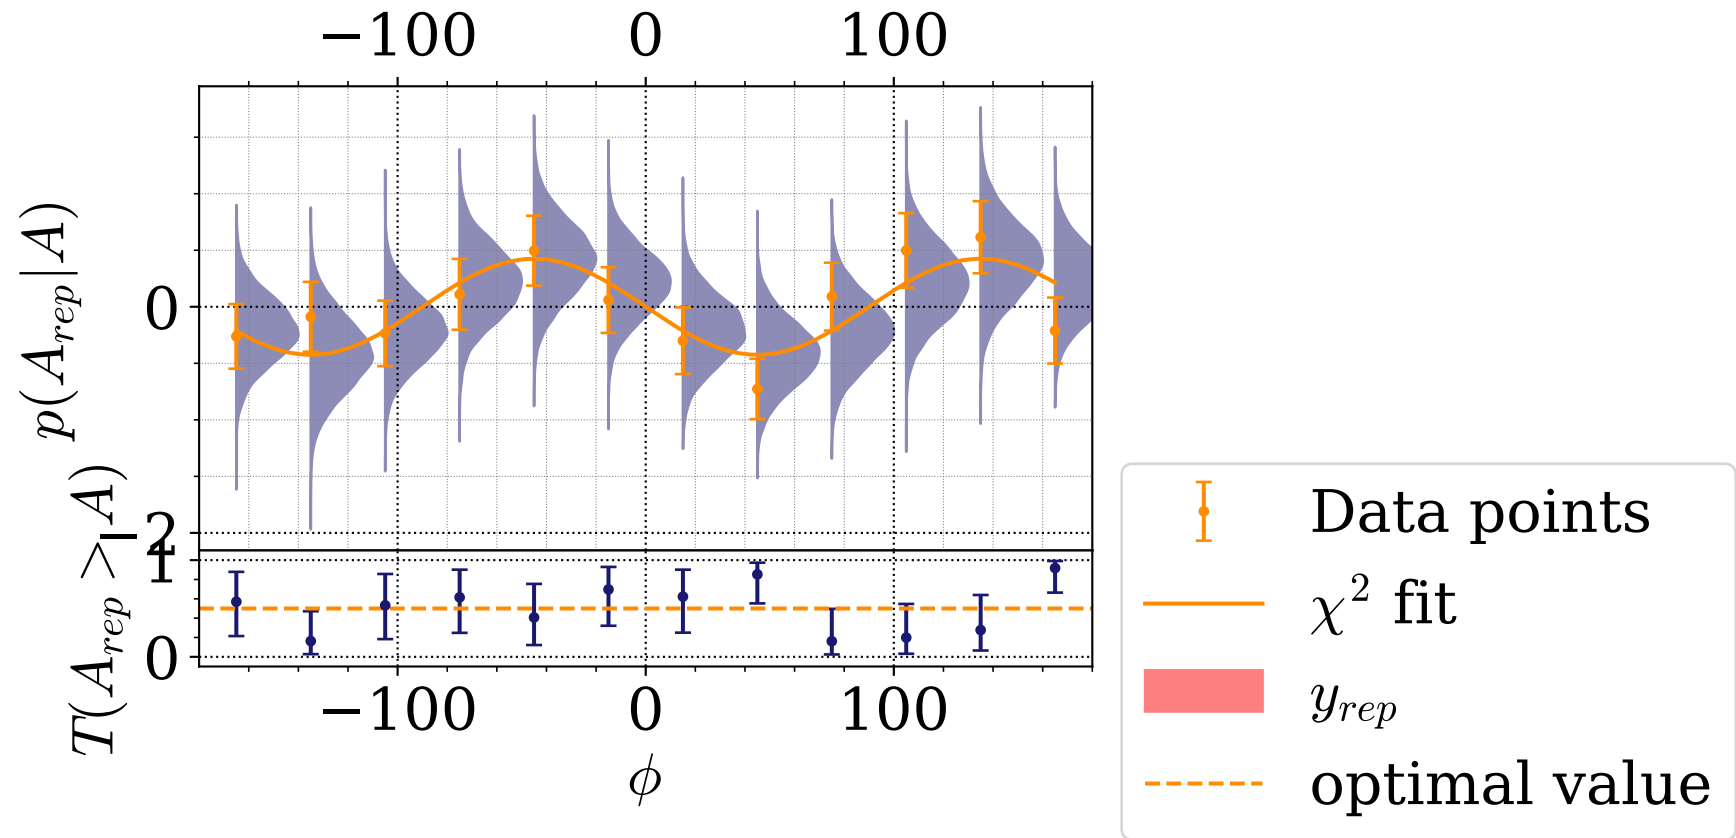 −100 0 100
p(A_rep|A)
0
−2
T(A_rep > A)
1
0
−100 0 100
ϕ
Data points
χ² fit
y_rep
optimal value